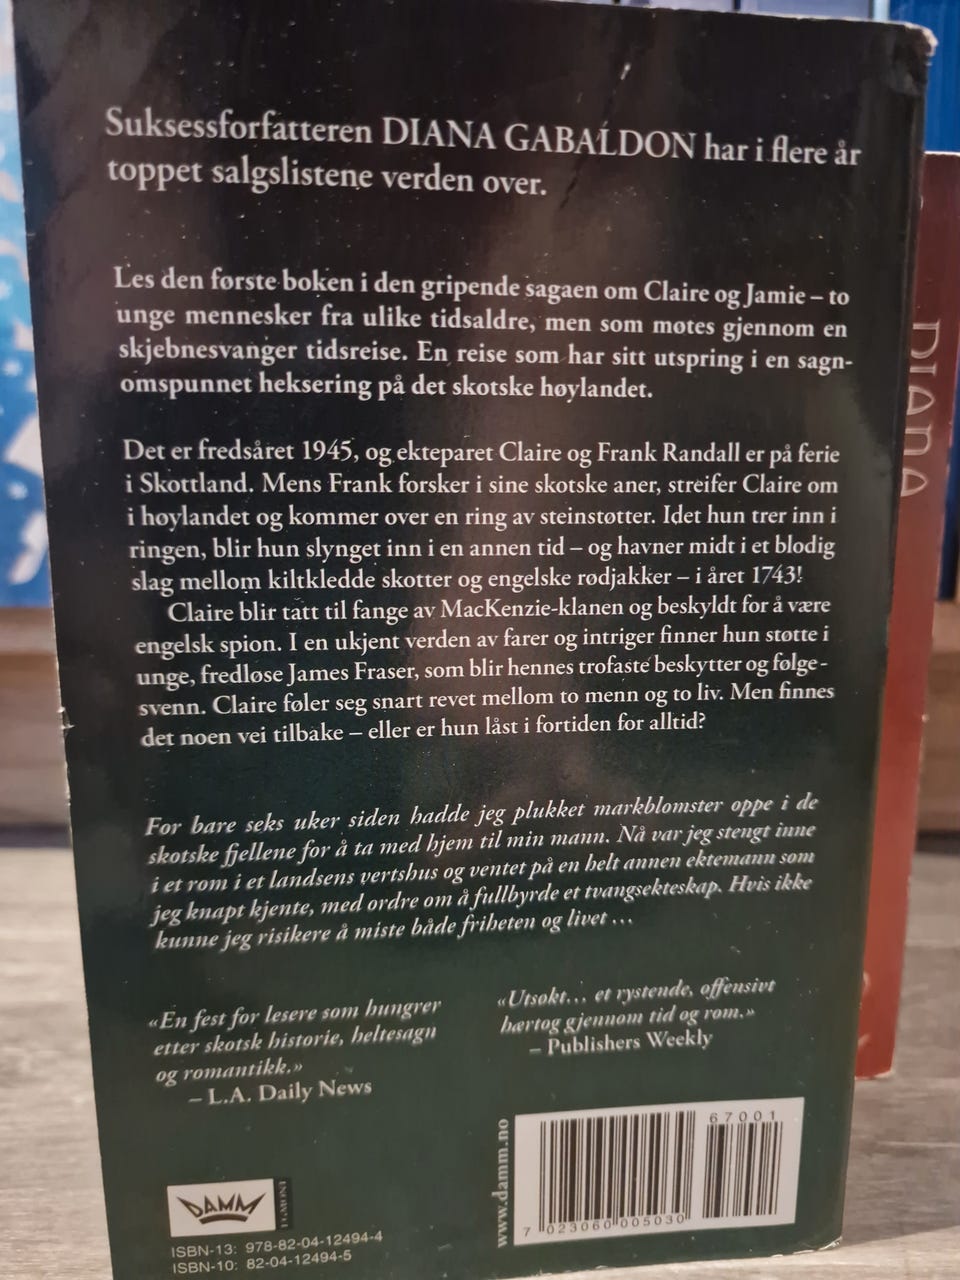 Suksessforfatteren DIANA GABALDON har i flere år
toppet salgslistene verden over.
Les den første boken i den gripende sagaen om Claire og Jamie – to
unge mennesker fra ulike tidsaldre, men som møtes gjennom en
skjebnesvanger tidsreise. En reise som har sitt utspring i en sagn-
omspunnet heksering på det skotske høylandet.
Det er fredsåret 1945, og ekteparet Claire og Frank Randall er på ferie
i Skottland. Mens Frank forsker i sine skotske aner, streifer Claire om
i høylandet og kommer over en ring av steinstøtter. Idet hun trer inn i
ringen, blir hun slynget inn i en annen tid – og havner midt i et blodig
slag mellom kiltkledde skotter og engelske rødjakker – i året 1743!
Claire blir tatt til fange av MacKenzie-klanen og beskyldt for å være
engelsk spion. I en ukjent verden av farer og intriger finner hun støtte i
unge, fredløse James Fraser, som blir hennes trofaste beskytter og følge-
svenn. Claire føler seg snart revet mellom to menn og to liv. Men finnes
det noen vei tilbake – eller er hun låst i fortiden for alltid?
For bare seks uker siden hadde jeg plukket markblomster oppe i de
skotske fjellene for å ta med hjem til min mann. Nå var jeg stengt inne
i et rom i et landsens vertshus og ventet på en helt annen ektemann som
jeg knapt kjente, med ordre om å fullbyrde et tvangsekteskap. Hvis ikke
kunne jeg risikere å miste både friheten og livet ...
«En fest for lesere som hungrer
etter skotsk historie, heltesagn
og romantikk.»
– L.A. Daily News
«Utsøkt... et rystende, offensivt
hærtog gjennom tid og rom.»
– Publishers Weekly
DAMM
EGMONT
ISBN-13: 978-82-04-12494-4
ISBN-10: 82-04-12494-5
www.damm.no
67001
7 023060 005030
DIANA